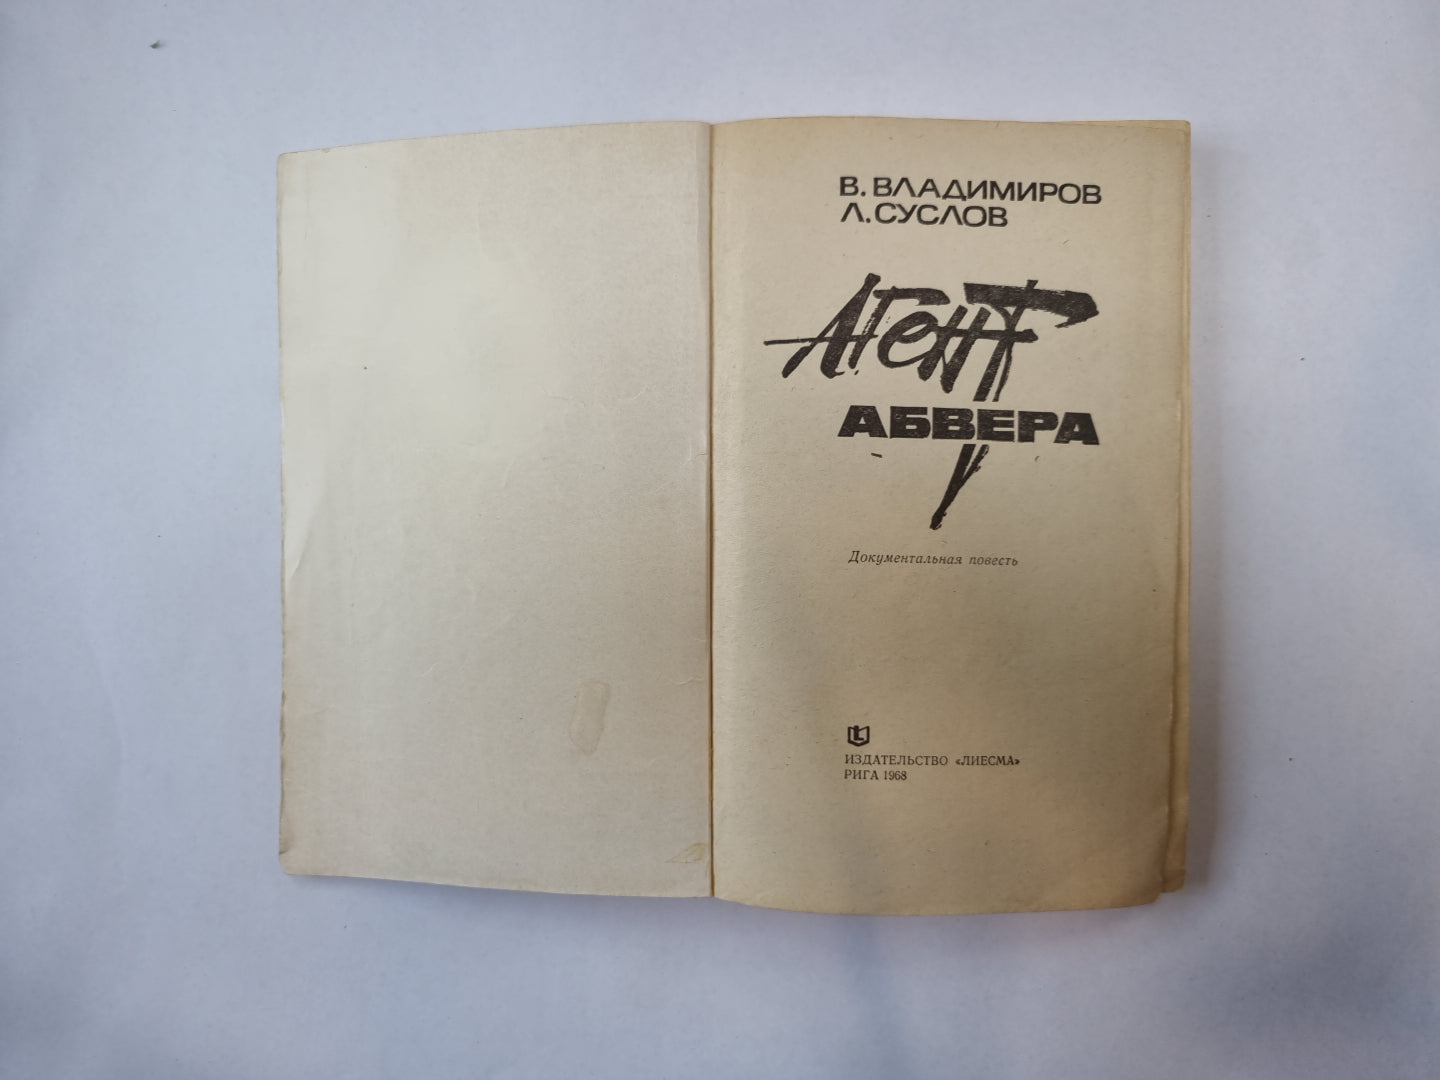 В. ВЛАДИМИРОВ
Л. СУСЛОВ
АГЕНТ
АБВЕРА
Документальная повесть
ИЗДАТЕЛЬСТВО «ЛИЕСМА»
РИГА 1968